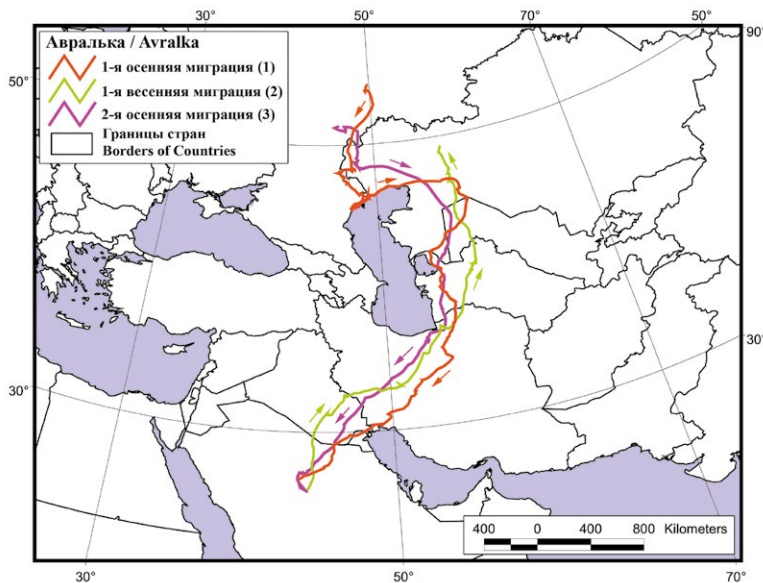 30°
50°
70°
50°
90°
Авралька / Avralka
1-я осенняя миграция (1)
1-я весенняя миграция (2)
2-я осенняя миграция (3)
Границы стран
Borders of Countries
50°
30°
30°
400 0 400 800 Kilometers
30°
50°
70°